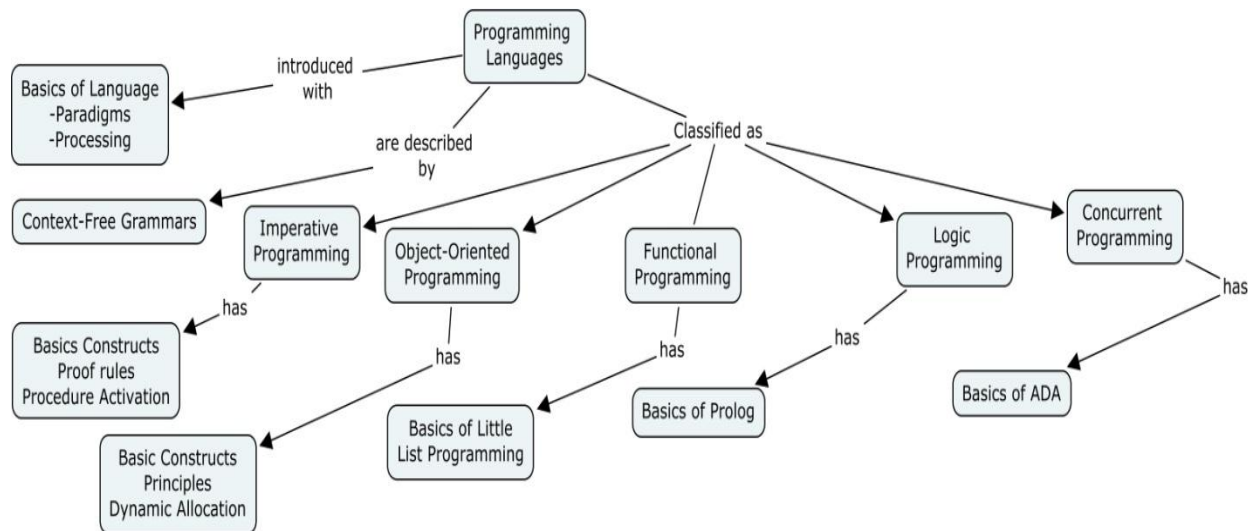 Programming
Languages
introduced
with
Basics of Language
-Paradigms
-Processing
Classified as
are described
by
Context-Free Grammars
Imperative
Programming
Object-Oriented
Programming
Functional
Programming
Logic
Programming
Concurrent
Programming
has
has
has
has
has
Basics Constructs
Proof rules
Procedure Activation
Basic Constructs
Principles
Dynamic Allocation
Basics of Little
List Programming
Basics of Prolog
Basics of ADA